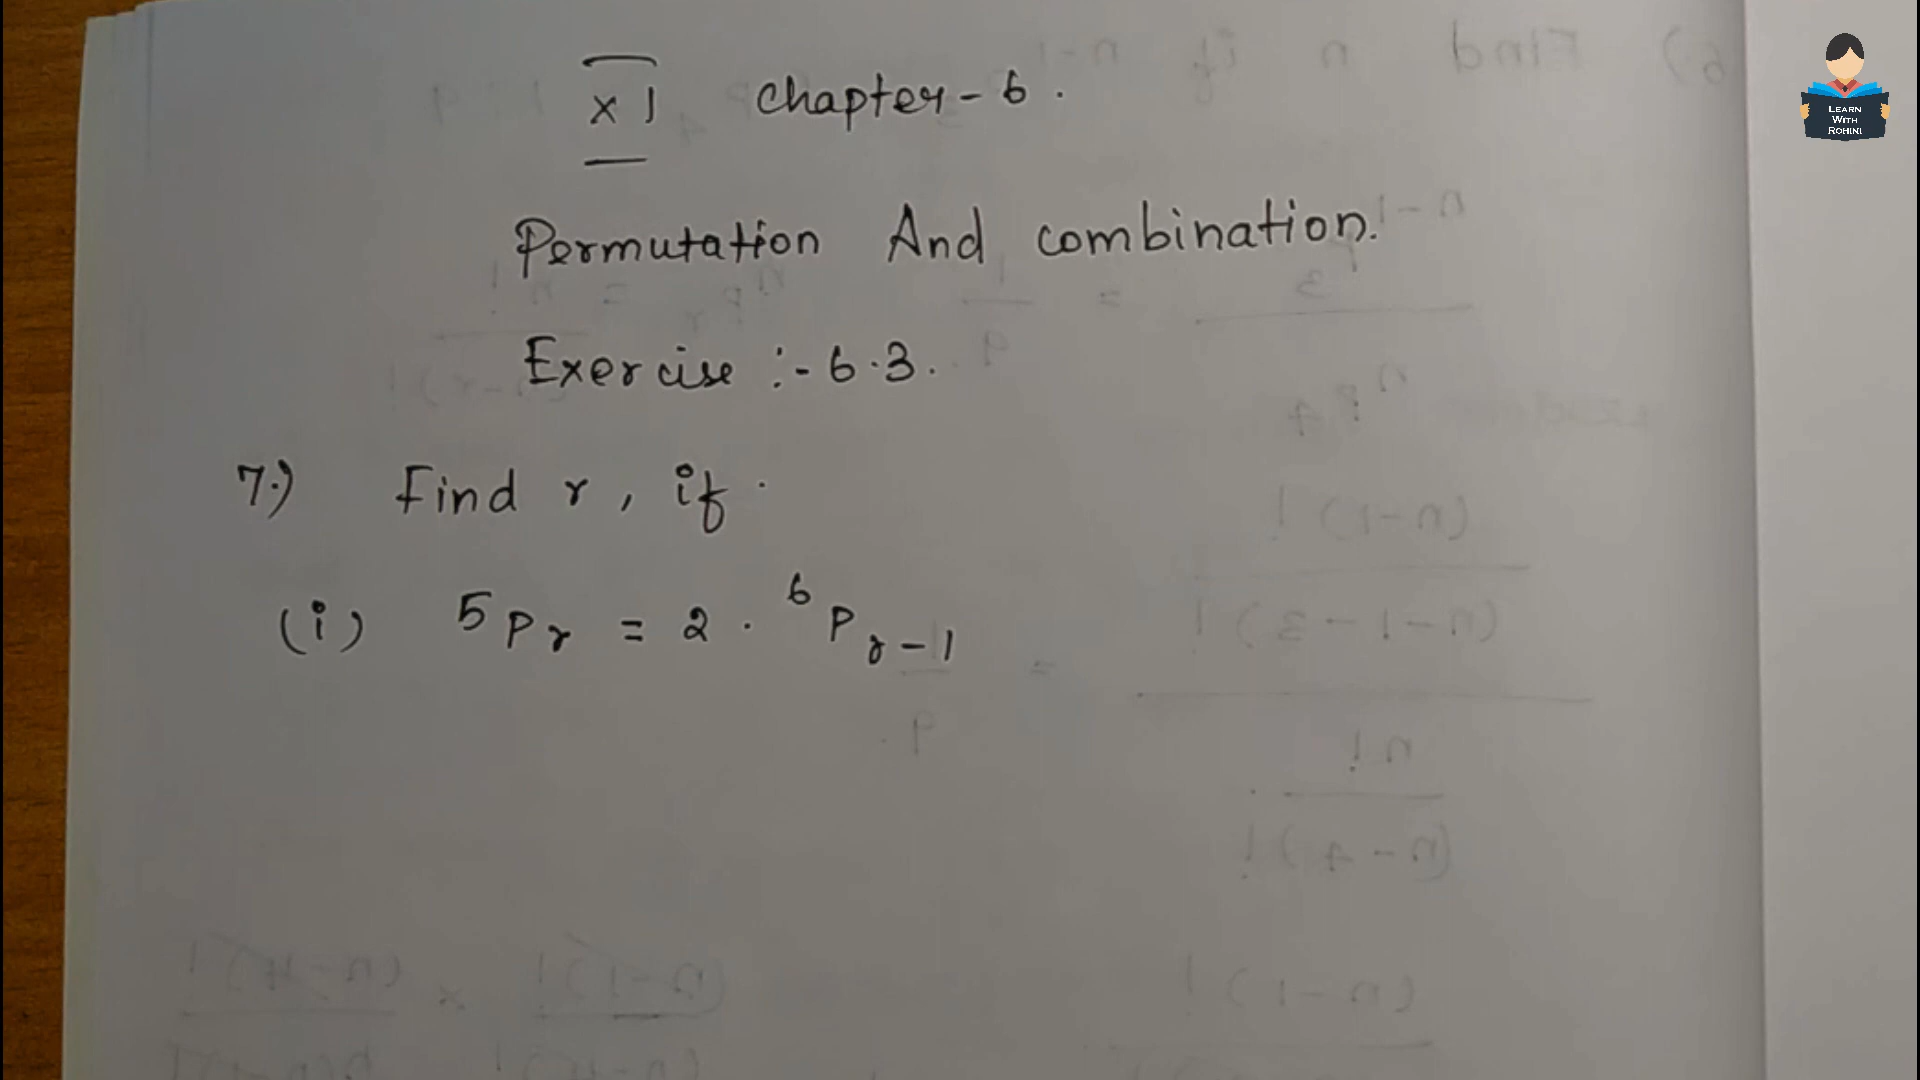 XI Chapter-6.
Permutation And combination.
Exercise :- 6.3.
7.) Find r, if
(i) ⁵Pᵣ = 2 . ⁶Pᵣ₋₁
LEARN
WITH
ROHINI